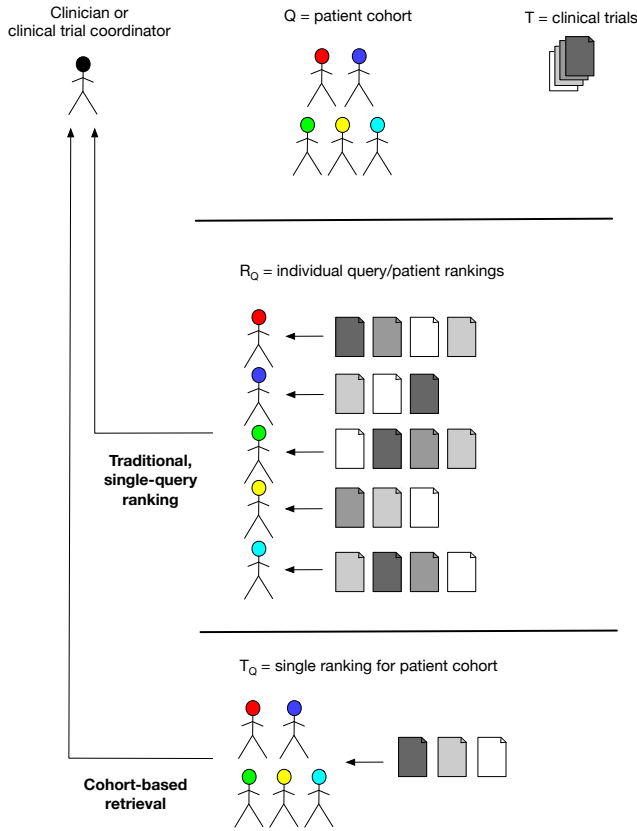 Clinician or
clinical trial coordinator
Q = patient cohort
T = clinical trials
R_Q = individual query/patient rankings
Traditional,
single-query
ranking
T_Q = single ranking for patient cohort
Cohort-based
retrieval